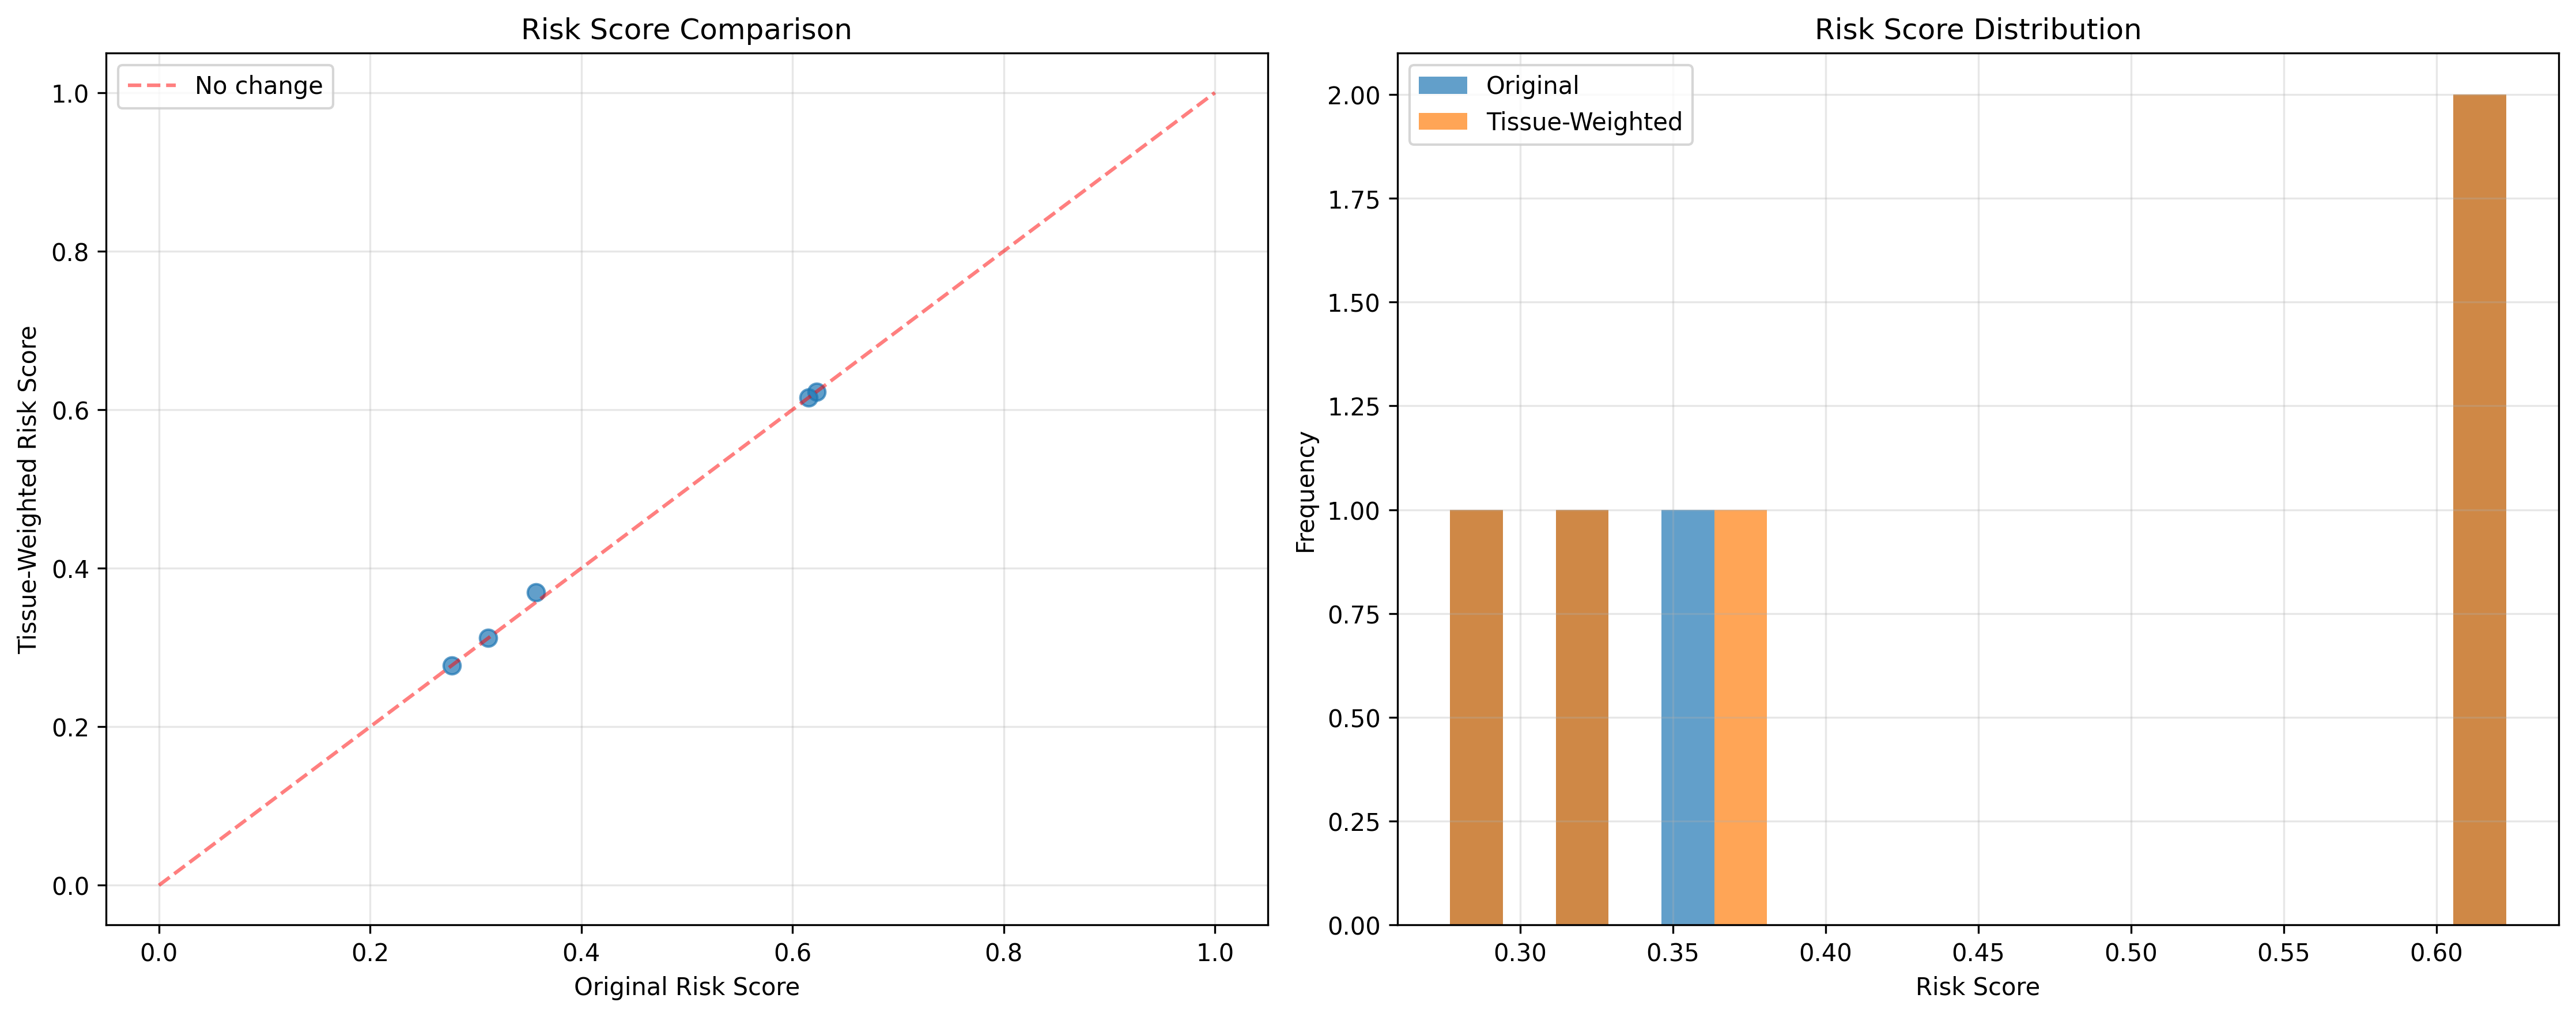 Risk Score Comparison
No change
1.0
0.8
0.6
0.4
0.2
0.0
Tissue-Weighted Risk Score
0.0 0.2 0.4 0.6 0.8 1.0
Original Risk Score
Risk Score Distribution
Original
Tissue-Weighted
2.00
1.75
1.50
1.25
1.00
0.75
0.50
0.25
0.00
Frequency
0.30 0.35 0.40 0.45 0.50 0.55 0.60
Risk Score